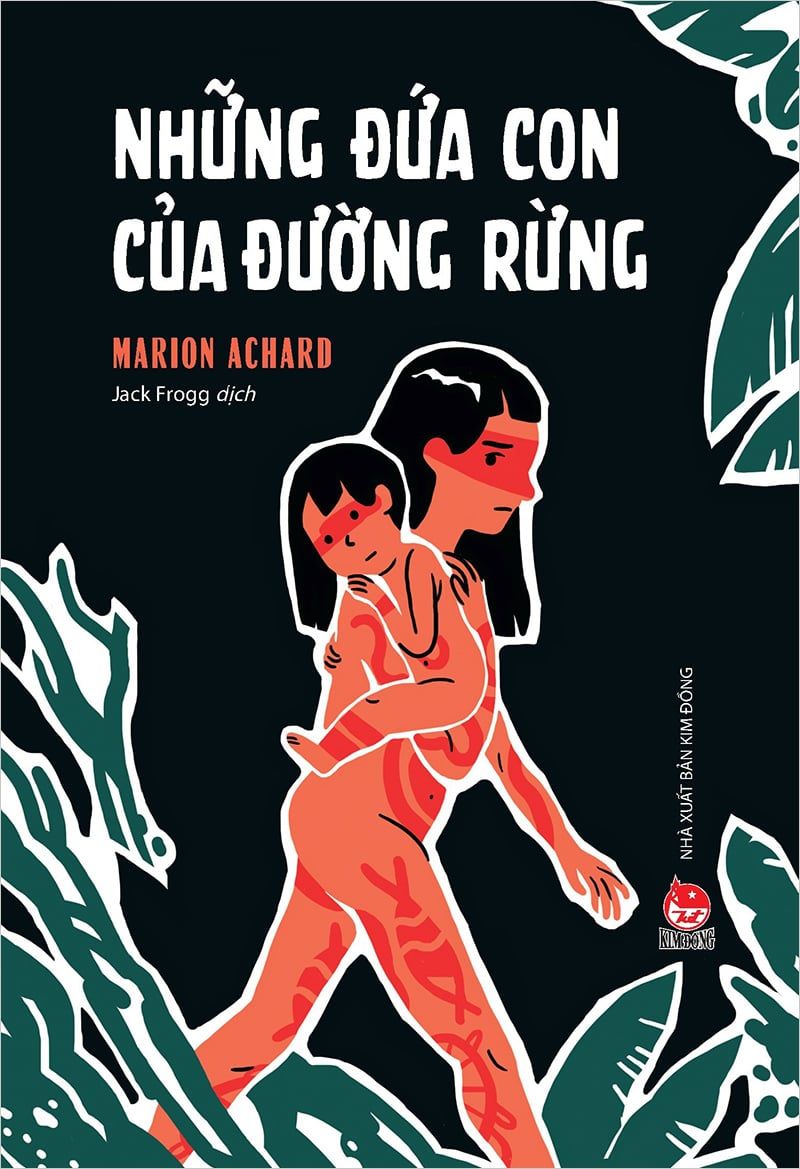 NHỮNG ĐỨA CON
CỦA ĐƯỜNG RỪNG
MARION ACHARD
Jack Frogg dịch
NHÀ XUẤT BẢN KIM ĐỒNG
KIM ĐỒNG